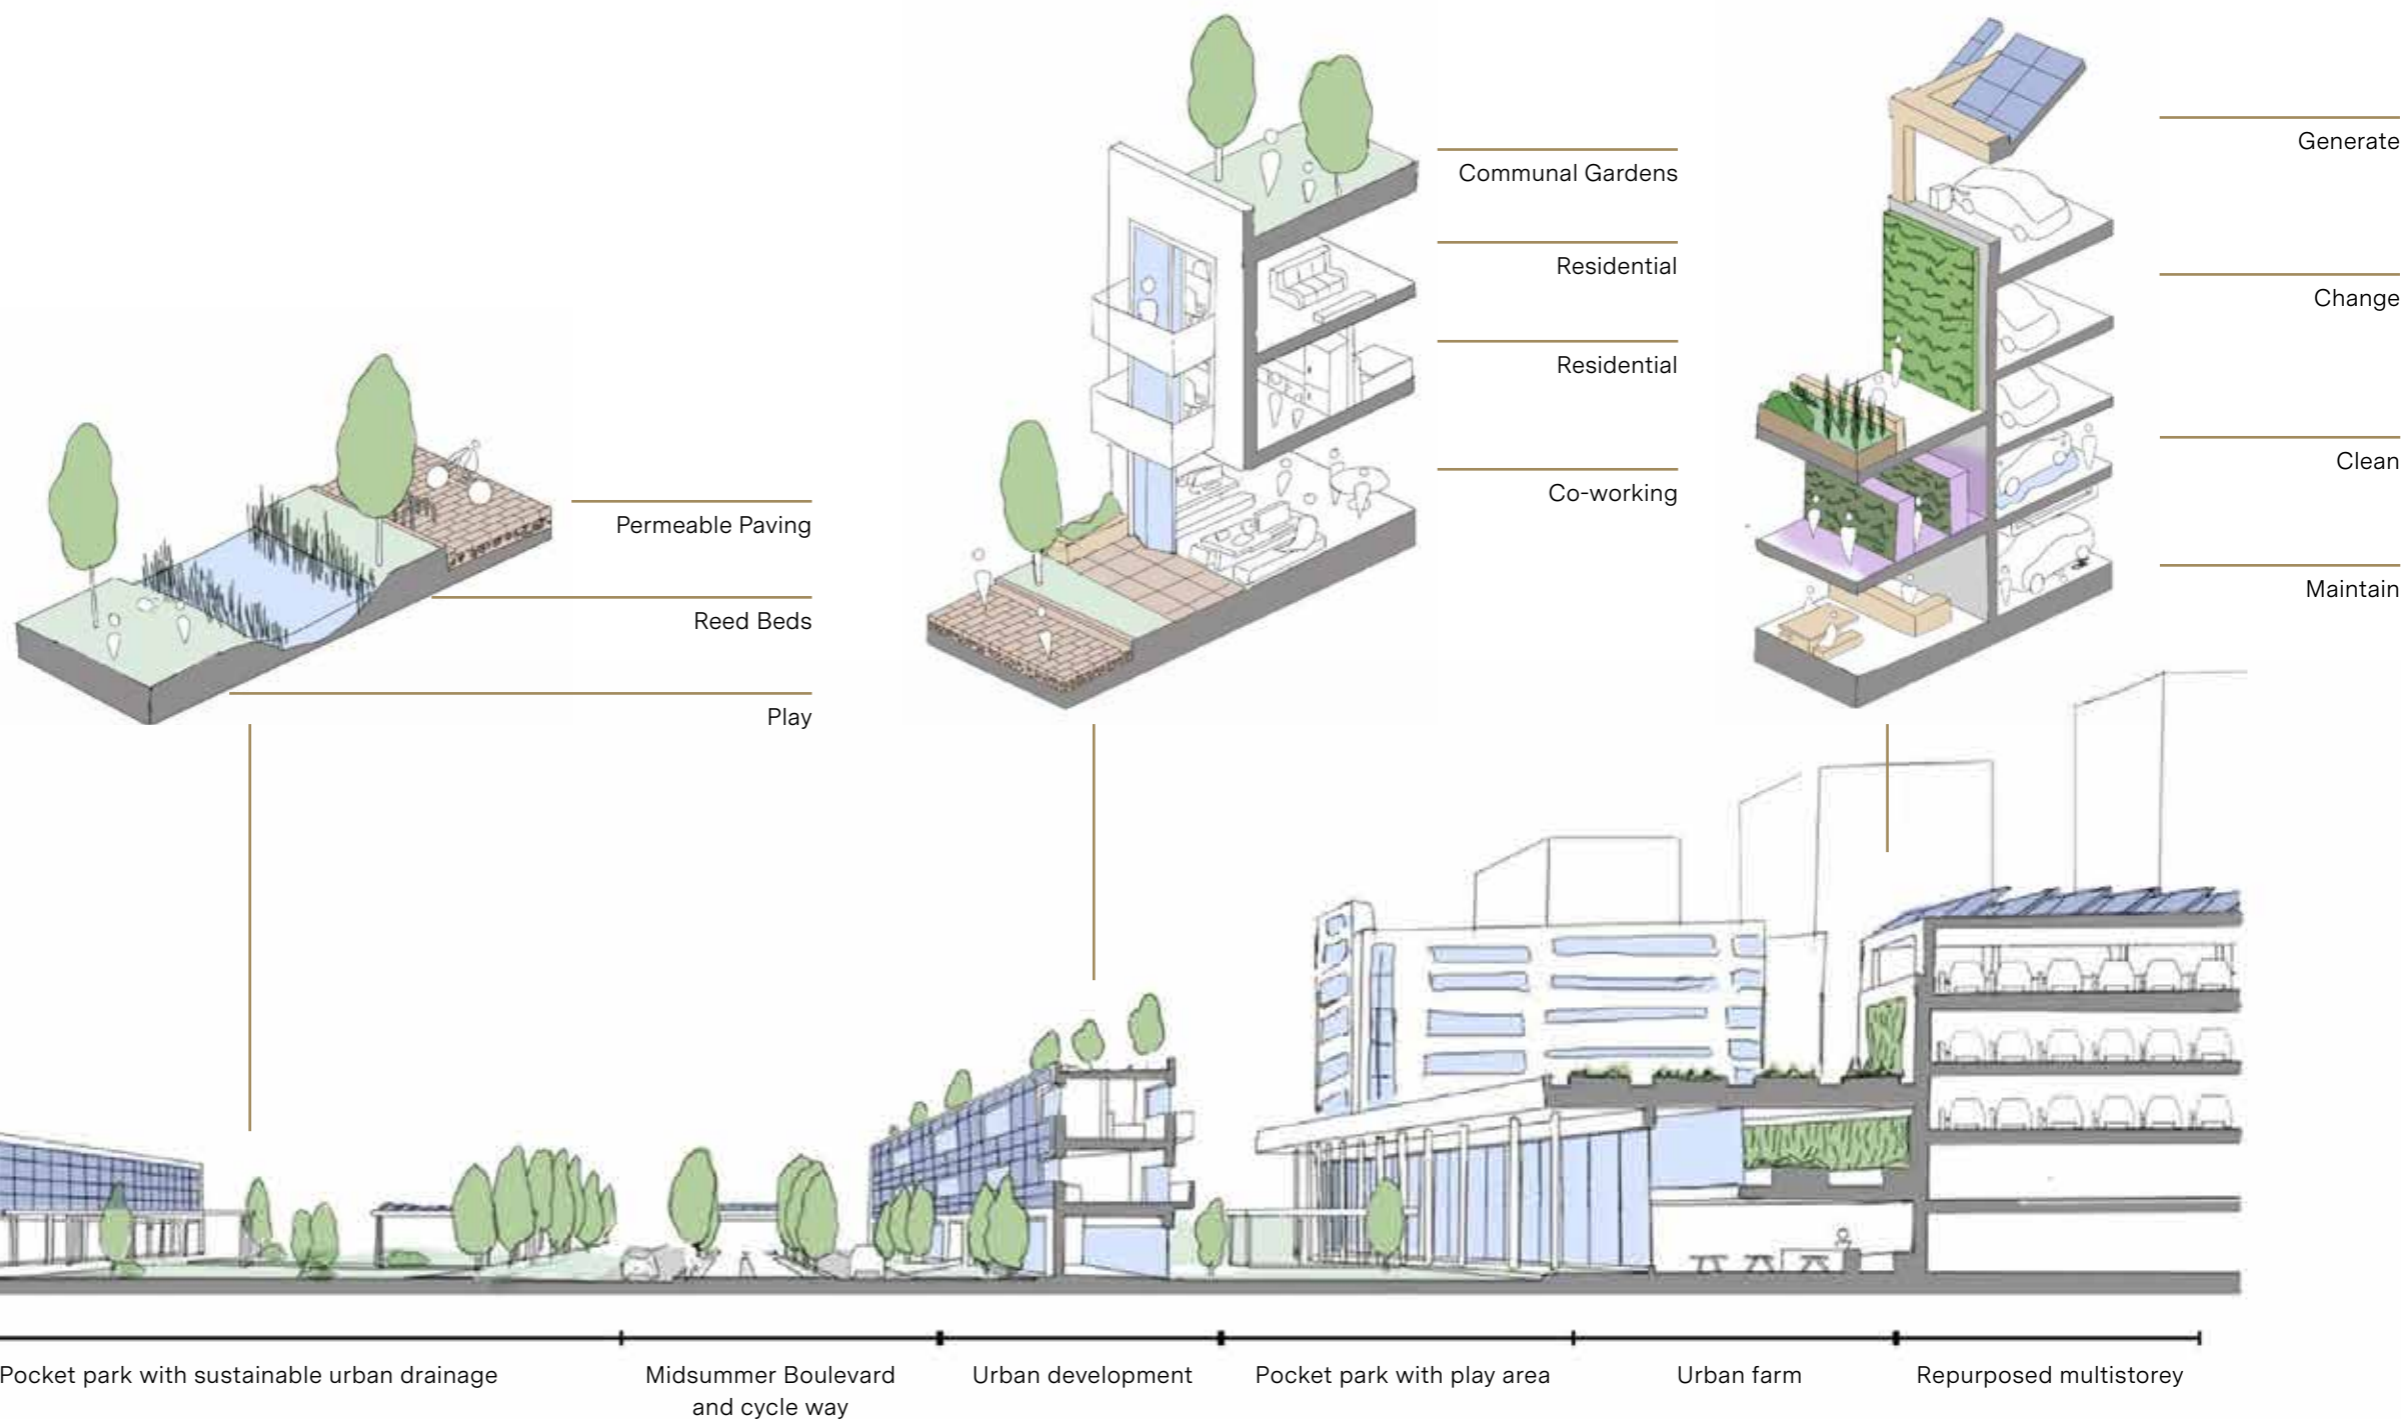 Generate
Communal Gardens
Residential
Change
Residential
Clean
Co-working
Permeable Paving
Maintain
Reed Beds
Play
Pocket park with sustainable urban drainage
Midsummer Boulevard
and cycle way
Urban development
Pocket park with play area
Urban farm
Repurposed multistorey